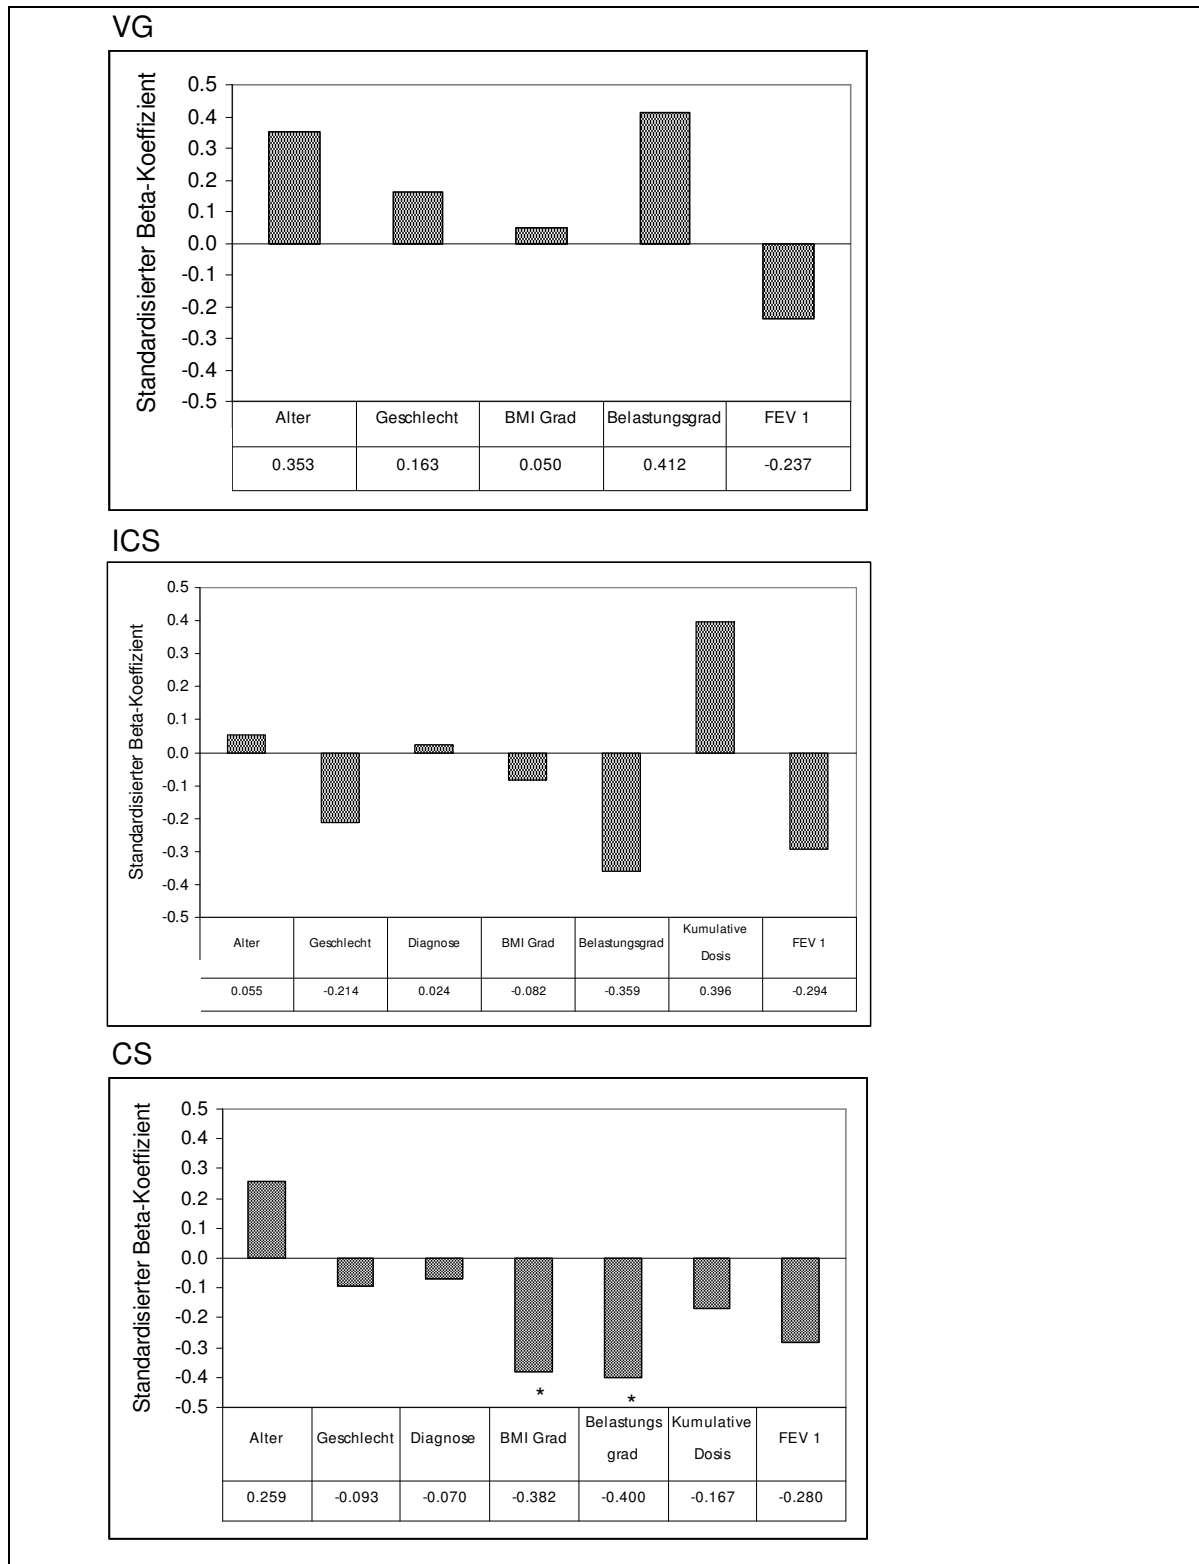 VG
Standardisierter Beta-Koeffizient
0.5
0.4
0.3
0.2
0.1
0.0
-0.1
-0.2
-0.3
-0.4
-0.5
Alter Geschlecht BMI Grad Belastungsgrad FEV 1
0.353 0.163 0.050 0.412 -0.237
ICS
Standardisierter Beta-Koeffizient
0.5
0.4
0.3
0.2
0.1
0.0
-0.1
-0.2
-0.3
-0.4
-0.5
Alter Geschlecht Diagnose BMI Grad Belastungsgrad Kumulative Dosis FEV 1
0.055 -0.214 0.024 -0.082 -0.359 0.396 -0.294
CS
Standardisierter Beta-Koeffizient
0.5
0.4
0.3
0.2
0.1
0.0
-0.1
-0.2
-0.3
-0.4
-0.5
* *
Alter Geschlecht Diagnose BMI Grad Belastungs grad Kumulative Dosis FEV 1
0.259 -0.093 -0.070 -0.382 -0.400 -0.167 -0.280